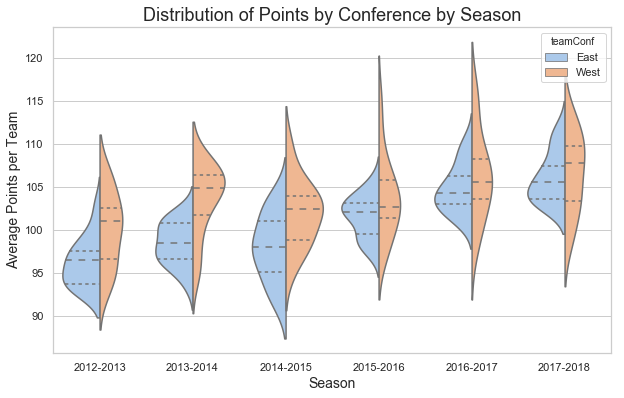 Distribution of Points by Conference by Season
teamConf
East
West
Average Points per Team
120
115
110
105
100
95
90
2012-2013 2013-2014 2014-2015 2015-2016 2016-2017 2017-2018
Season